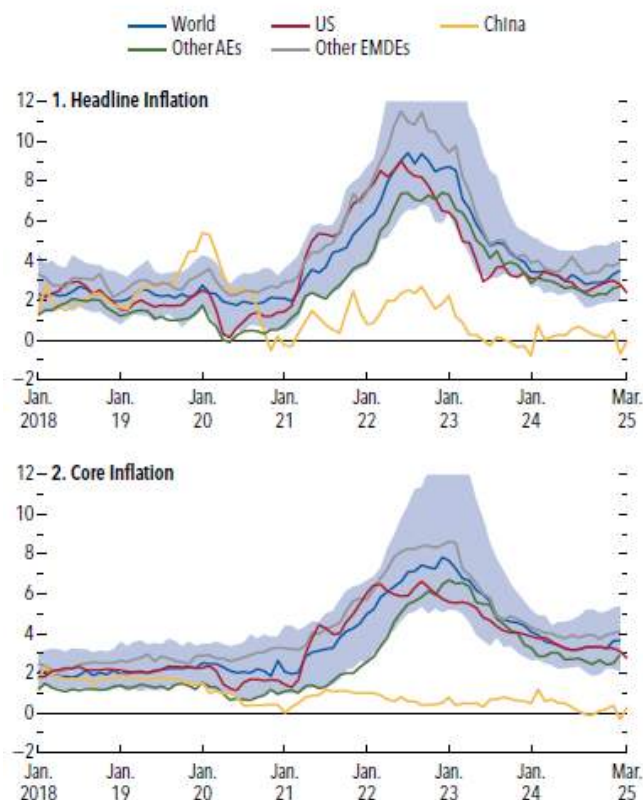 World US China
Other AEs Other EMDEs
12 1. Headline Inflation
10
8
6
4
2
0
−2
Jan. Jan. Jan. Jan. Jan. Jan. Jan. Mar.
2018 19 20 21 22 23 24 25
12 2. Core Inflation
10
8
6
4
2
0
−2
Jan. Jan. Jan. Jan. Jan. Jan. Jan. Mar.
2018 19 20 21 22 23 24 25